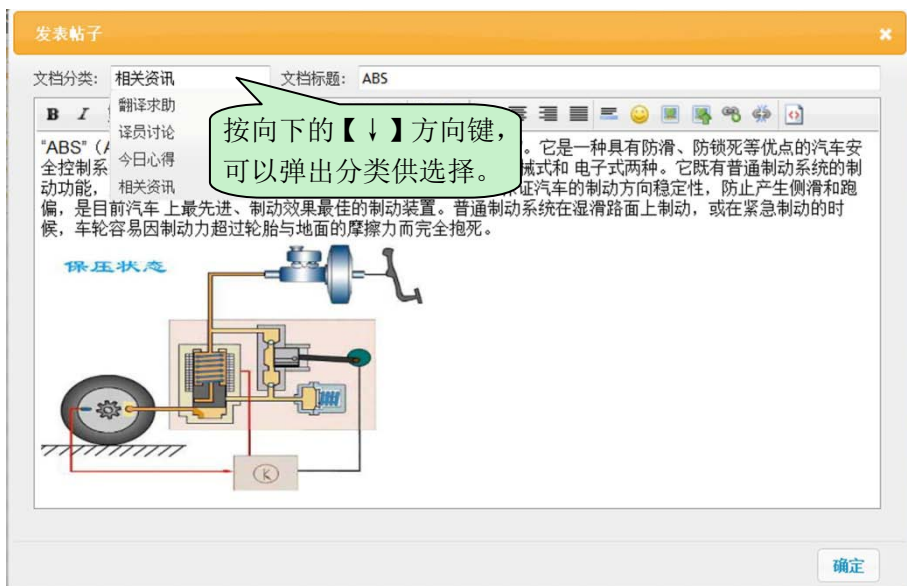 发表帖子
文档分类: 相关资讯 文档标题: ABS
B I
翻译求助
译员讨论
今日心得
相关资讯
按向下的【↓】方向键，
可以弹出分类供选择。
“ABS”（A 。它是一种具有防滑、防锁死等优点的汽车安
全控制系 械式和 电子式两种。它既有普通制动系统的制
动功能， 证汽车的制动方向稳定性，防止产生侧滑和跑
偏，是目前汽车 上最先进、制动效果最佳的制动装置。普通制动系统在湿滑路面上制动，或在紧急制动的时
候，车轮容易因制动力超过轮胎与地面的摩擦力而完全抱死。
保压状态
K
确定